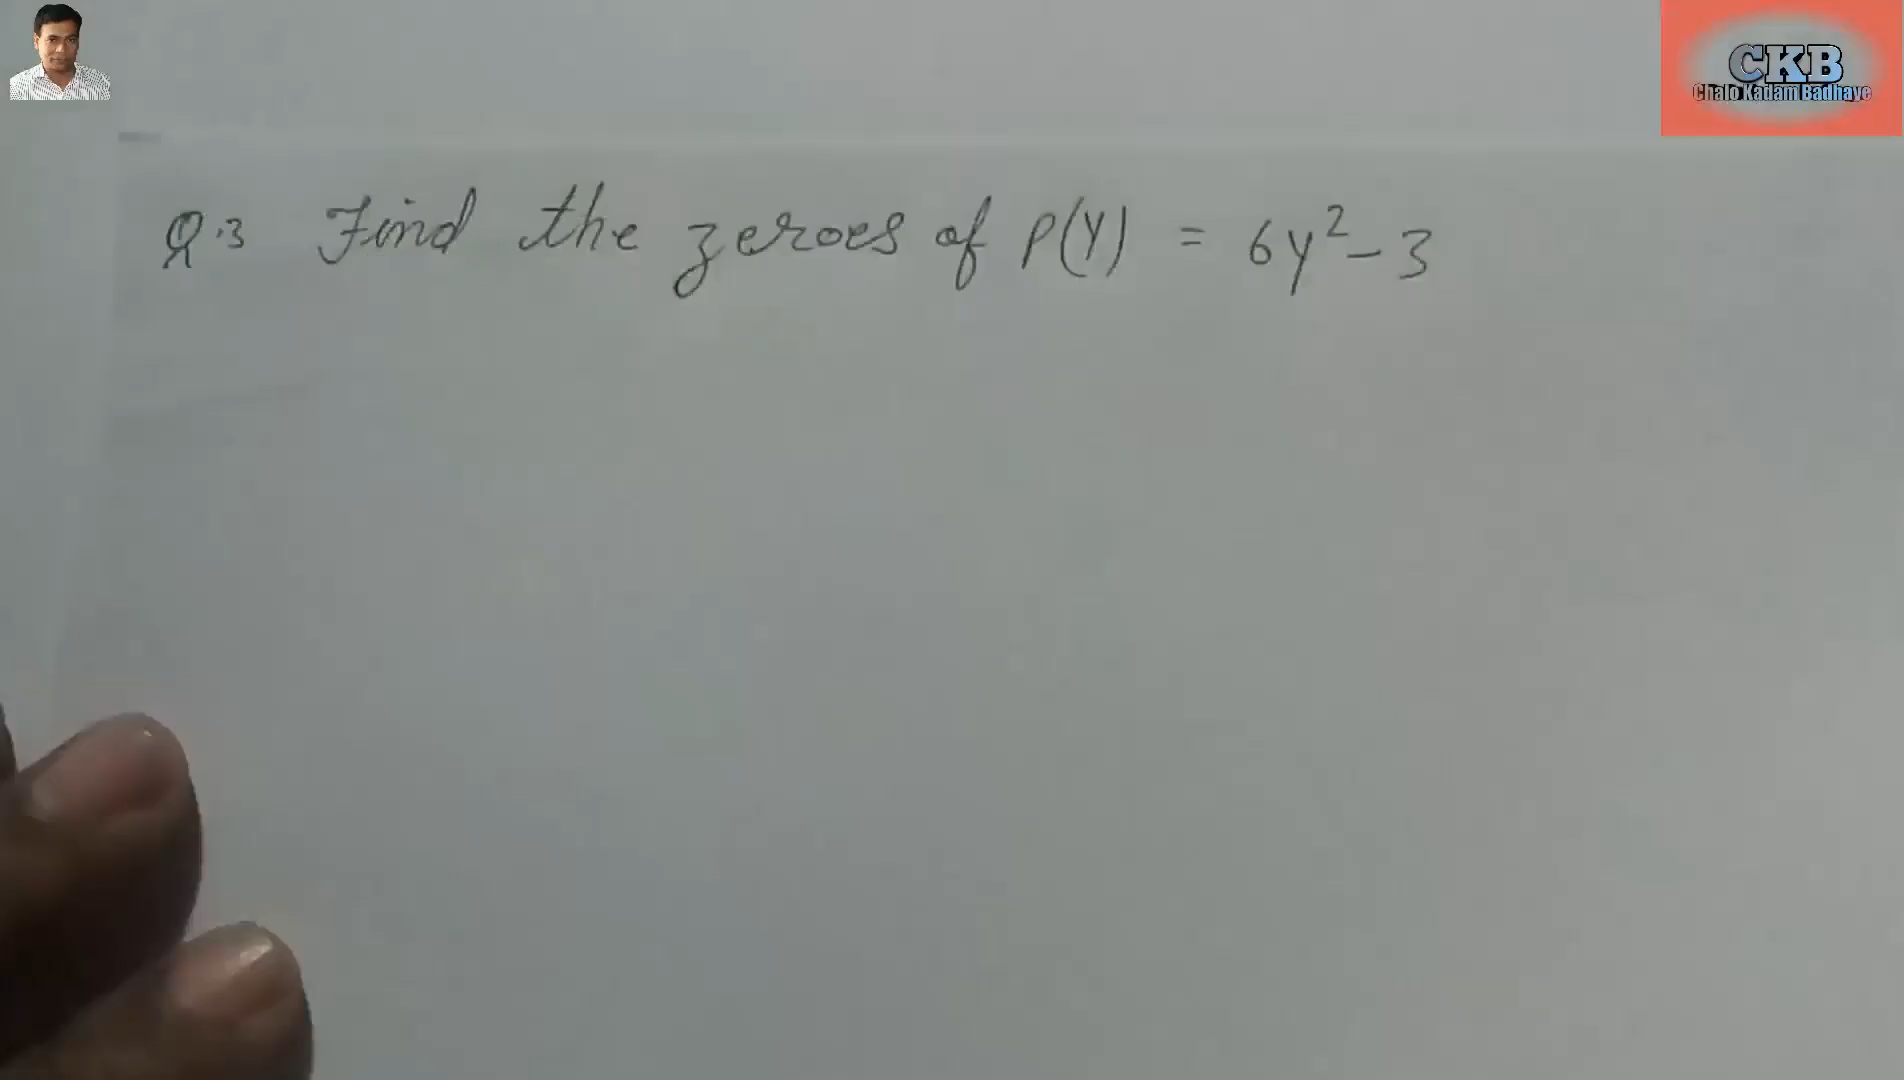 CKB
Chalo Kadam Badhaye
Q.3 Find the zeroes of P(Y) = 6y² - 3